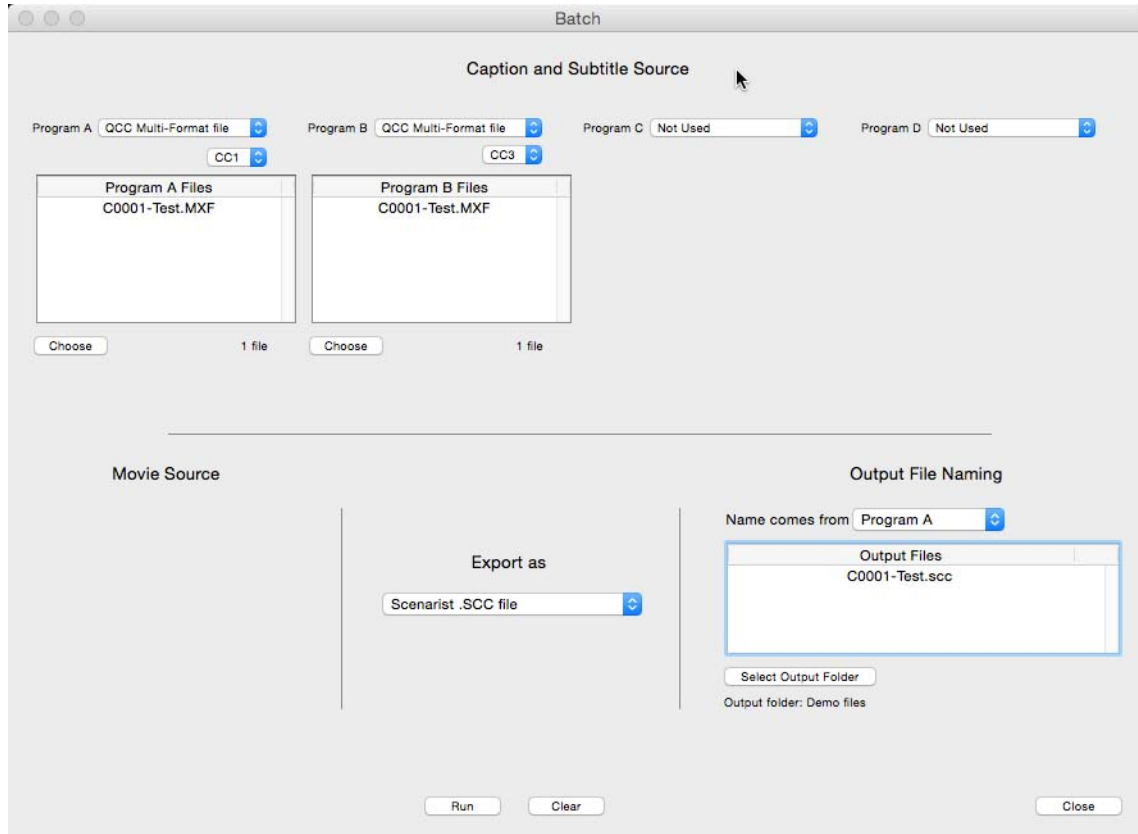 Batch
Caption and Subtitle Source
Program A QCC Multi-Format file
CC1
Program A Files
C0001-Test.MXF
Choose 1 file
Program B QCC Multi-Format file
CC3
Program B Files
C0001-Test.MXF
Choose 1 file
Program C Not Used
Program D Not Used
Movie Source
Export as
Scenarist .SCC file
Output File Naming
Name comes from Program A
Output Files
C0001-Test.scc
Select Output Folder
Output folder: Demo files
Run Clear Close